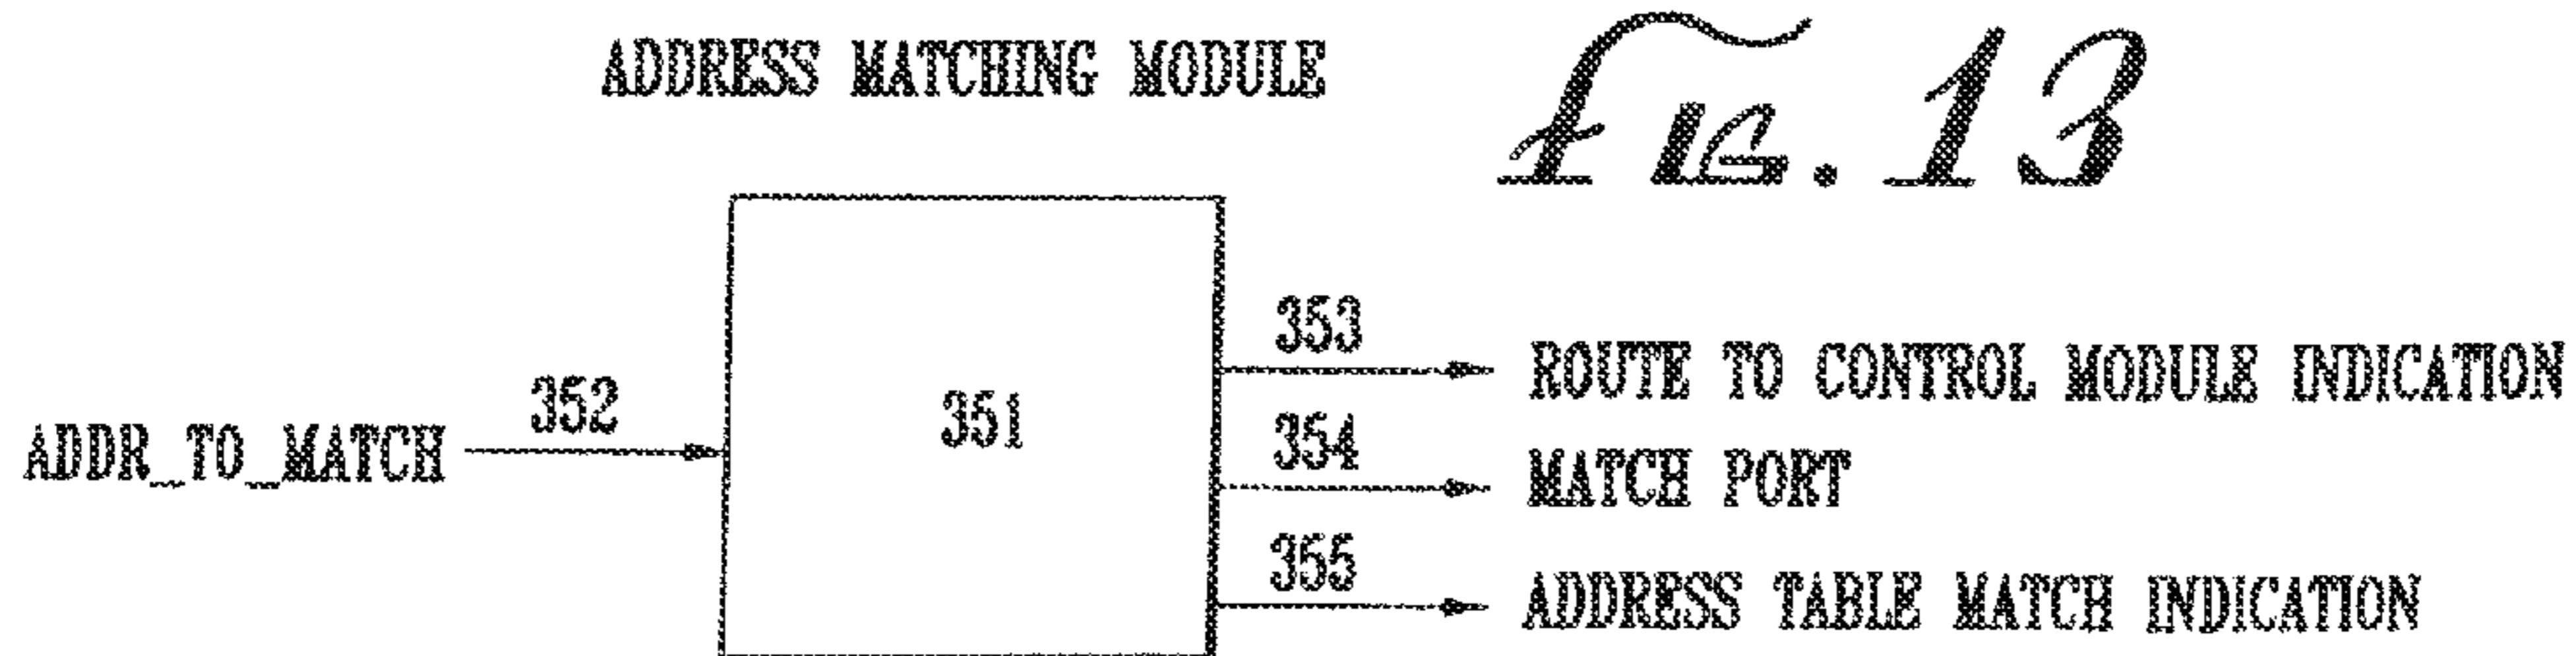 ADDRESS MATCHING MODULE
FIG. 13
353
ROUTE TO CONTROL MODULE INDICATION
352
351
354
ADDR_TO_MATCH
MATCH PORT
355
ADDRESS TABLE MATCH INDICATION